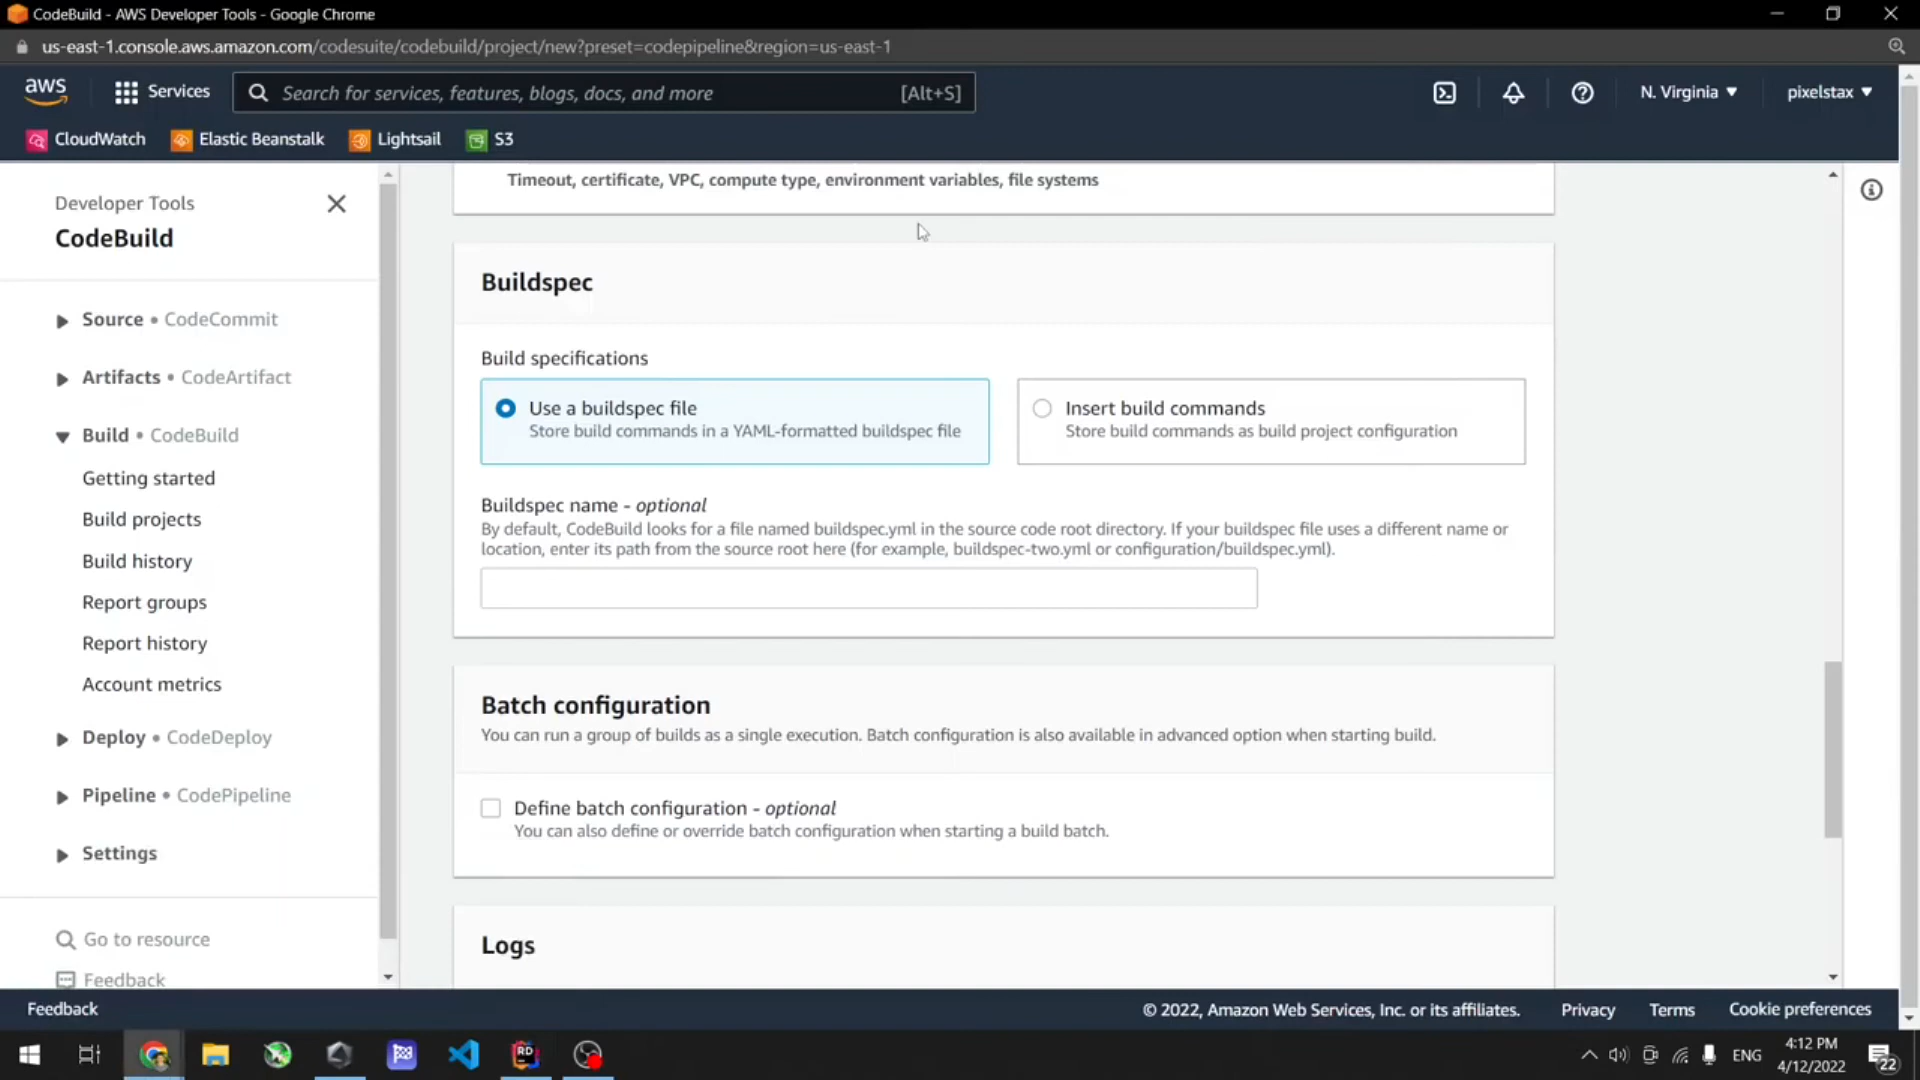 CodeBuild - AWS Developer Tools - Google Chrome
us-east-1.console.aws.amazon.com/codesuite/codebuild/project/new?preset=codepipeline&region=us-east-1
aws
Services
Search for services, features, blogs, docs, and more [Alt+S]
N. Virginia
pixelstax
CloudWatch
Elastic Beanstalk
Lightsail
S3
Developer Tools
CodeBuild
Source • CodeCommit
Artifacts • CodeArtifact
Build • CodeBuild
Getting started
Build projects
Build history
Report groups
Report history
Account metrics
Deploy • CodeDeploy
Pipeline • CodePipeline
Settings
Go to resource
Feedback
Timeout, certificate, VPC, compute type, environment variables, file systems
Buildspec
Build specifications
Use a buildspec file
Store build commands in a YAML-formatted buildspec file
Insert build commands
Store build commands as build project configuration
Buildspec name - optional
By default, CodeBuild looks for a file named buildspec.yml in the source code root directory. If your buildspec file uses a different name or
location, enter its path from the source root here (for example, buildspec-two.yml or configuration/buildspec.yml).
Batch configuration
You can run a group of builds as a single execution. Batch configuration is also available in advanced option when starting build.
Define batch configuration - optional
You can also define or override batch configuration when starting a build batch.
Logs
Feedback
© 2022, Amazon Web Services, Inc. or its affiliates.
Privacy
Terms
Cookie preferences
RD
ENG
4:12 PM
4/12/2022
22